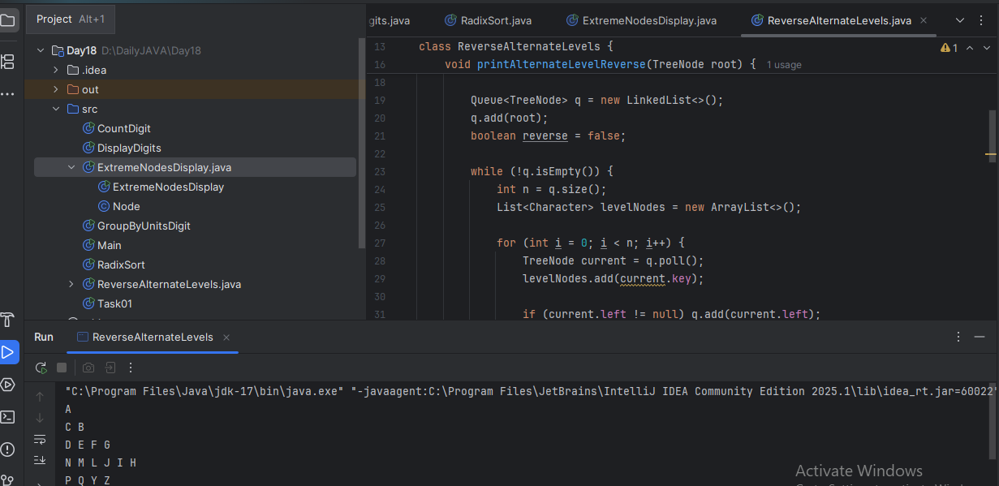 Project Alt+1
gits.java RadixSort.java ExtremeNodesDisplay.java ReverseAlternateLevels.java
Day18 D:\DailyJAVA\Day18
.idea
out
src
CountDigit
DisplayDigits
ExtremeNodesDisplay.java
ExtremeNodesDisplay
Node
GroupByUnitsDigit
Main
RadixSort
ReverseAlternateLevels.java
Task01
1
13 class ReverseAlternateLevels {
16 void printAlternateLevelReverse(TreeNode root) { 1 usage
18
19 Queue<TreeNode> q = new LinkedList<>();
20 q.add(root);
21 boolean reverse = false;
22
23 while (!q.isEmpty()) {
24 int n = q.size();
25 List<Character> levelNodes = new ArrayList<>();
26
27 for (int i = 0; i < n; i++) {
28 TreeNode current = q.poll();
29 levelNodes.add(current.key);
30
31 if (current.left != null) q.add(current.left);
Run ReverseAlternateLevels
"C:\Program Files\Java\jdk-17\bin\java.exe" "-javaagent:C:\Program Files\JetBrains\IntelliJ IDEA Community Edition 2025.1\lib\idea_rt.jar=60022"
A
C B
D E F G
N M L J I H
P Q Y Z
Activate Windows